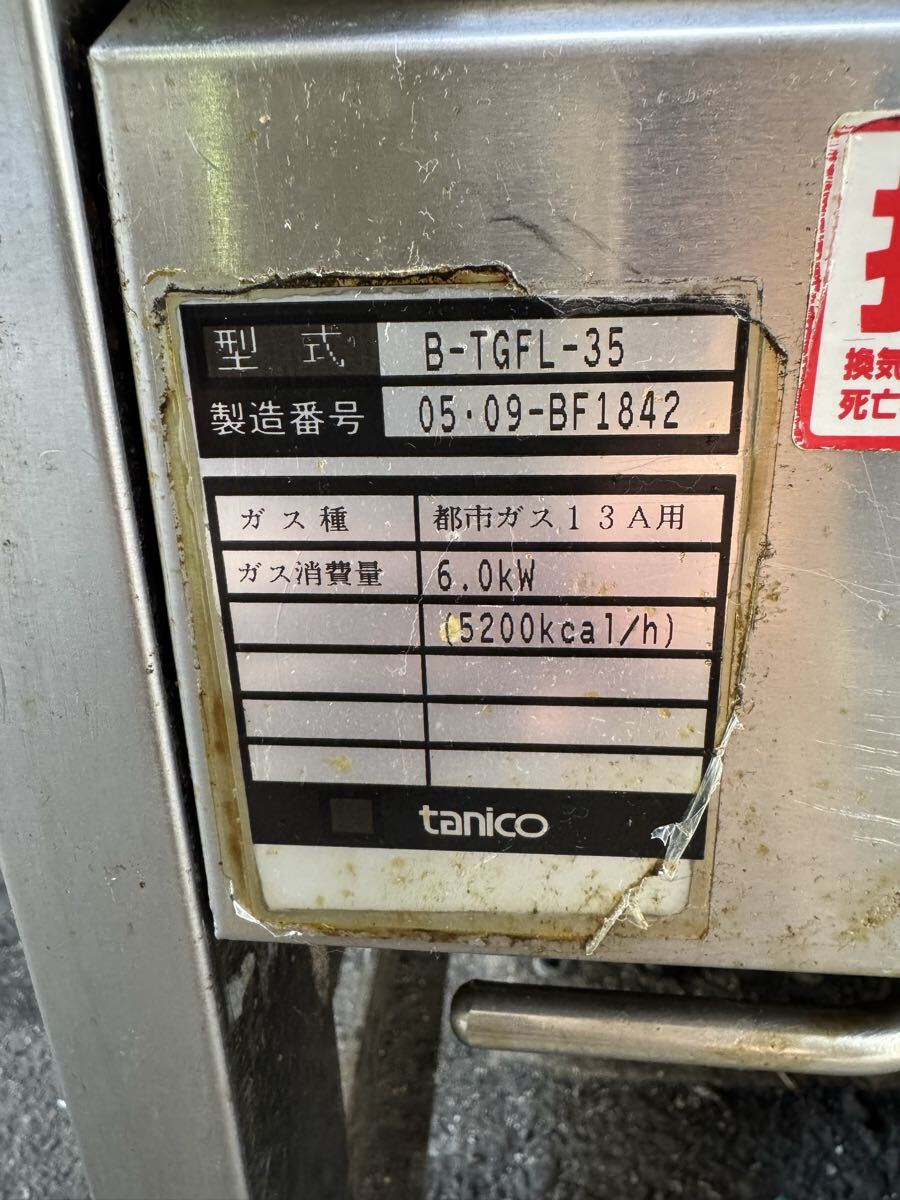 型式 B-TGFL-35
製造番号 05・09-BF1842
ガス種 都市ガス13A用
ガス消費量 6.0kW
(5200kcal/h)
tanico
換気
死亡